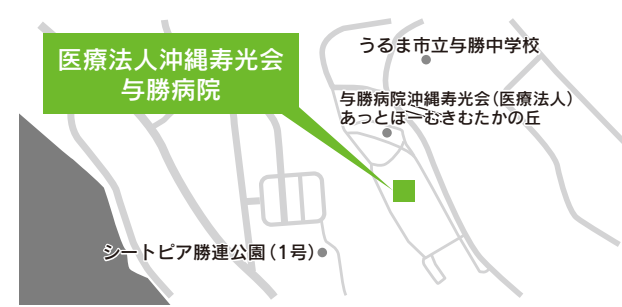 医療法人沖縄寿光会
与勝病院
うるま市立与勝中学校
与勝病院沖縄寿光会(医療法人)
あっとほーむきむたかの丘
シートピア勝連公園(1号)